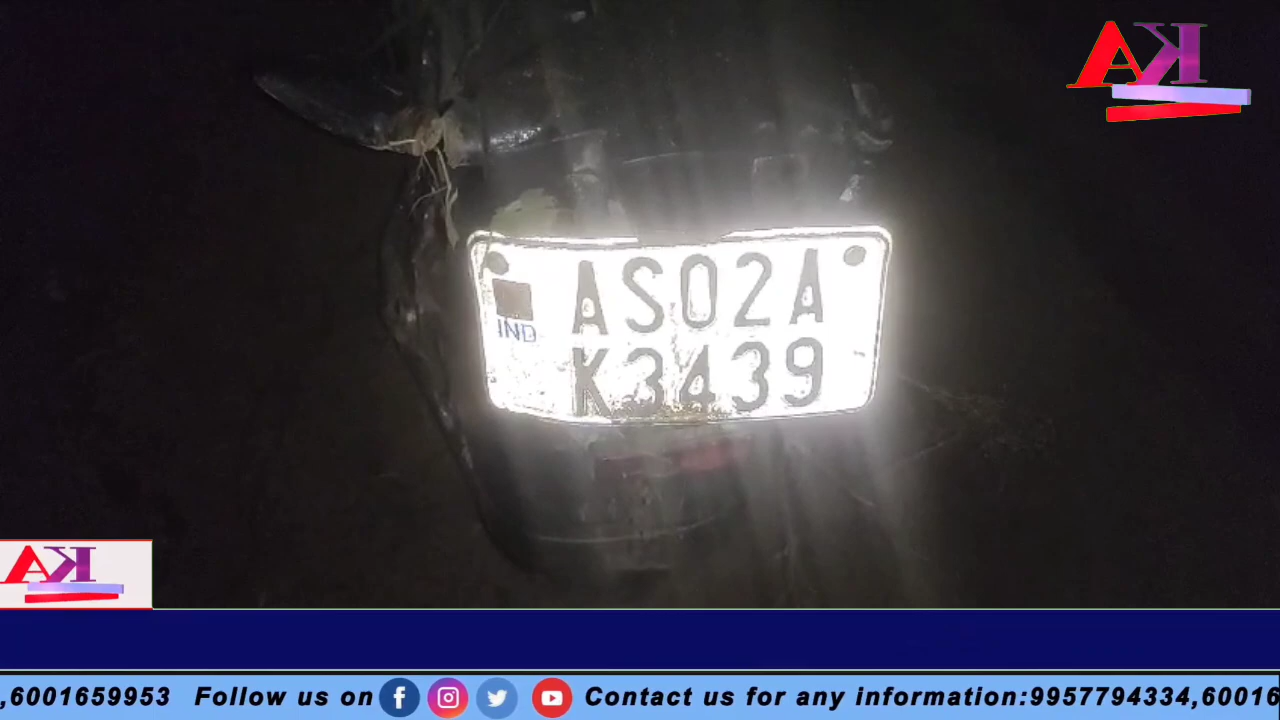 AK
IND
AS02A
K3439
AK
,6001659953 Follow us on Contact us for any information:9957794334,60016